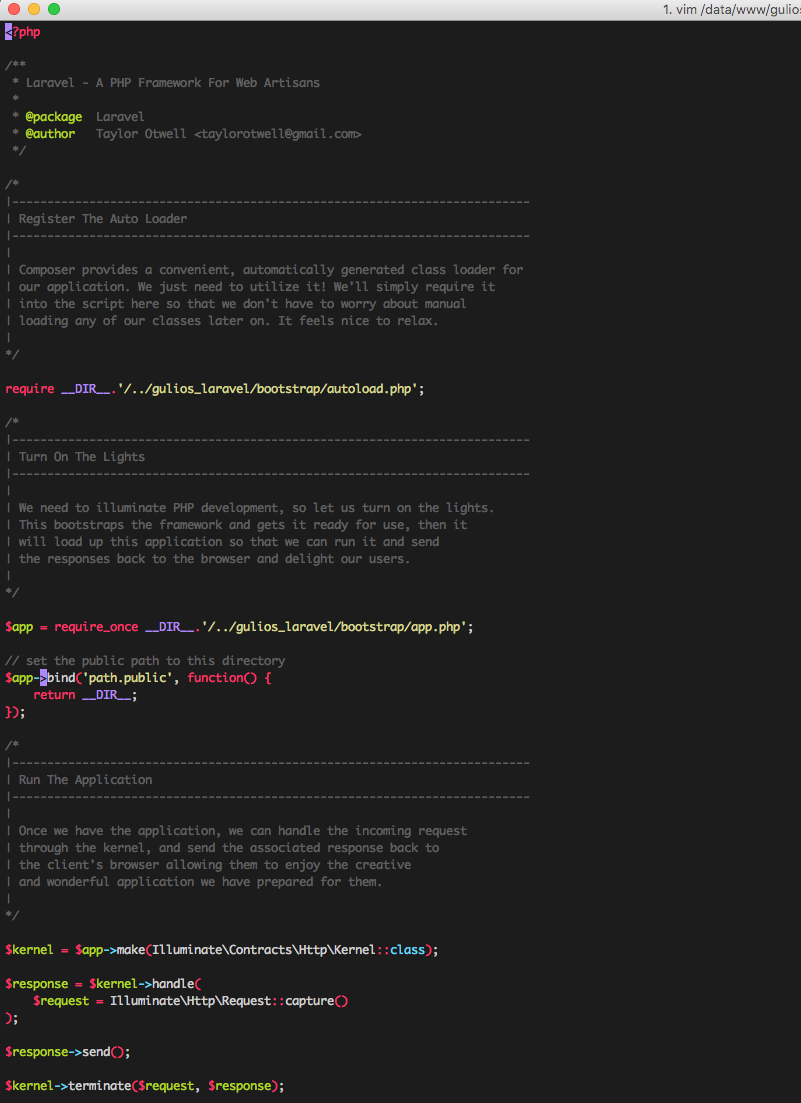 1. vim /data/www/gulios
<?php

/**
 * Laravel - A PHP Framework For Web Artisans
 *
 * @package  Laravel
 * @author   Taylor Otwell <taylorotwell@gmail.com>
 */

/*
|--------------------------------------------------------------------------
| Register The Auto Loader
|--------------------------------------------------------------------------
|
| Composer provides a convenient, automatically generated class loader for
| our application. We just need to utilize it! We'll simply require it
| into the script here so that we don't have to worry about manual
| loading any of our classes later on. It feels nice to relax.
|
*/

require __DIR__.'/../gulios_laravel/bootstrap/autoload.php';

/*
|--------------------------------------------------------------------------
| Turn On The Lights
|--------------------------------------------------------------------------
|
| We need to illuminate PHP development, so let us turn on the lights.
| This bootstraps the framework and gets it ready for use, then it
| will load up this application so that we can run it and send
| the responses back to the browser and delight our users.
|
*/

$app = require_once __DIR__.'/../gulios_laravel/bootstrap/app.php';

// set the public path to this directory
$app->bind('path.public', function() {
    return __DIR__;
});

/*
|--------------------------------------------------------------------------
| Run The Application
|--------------------------------------------------------------------------
|
| Once we have the application, we can handle the incoming request
| through the kernel, and send the associated response back to
| the client's browser allowing them to enjoy the creative
| and wonderful application we have prepared for them.
|
*/

$kernel = $app->make(Illuminate\Contracts\Http\Kernel::class);

$response = $kernel->handle(
    $request = Illuminate\Http\Request::capture()
);

$response->send();

$kernel->terminate($request, $response);